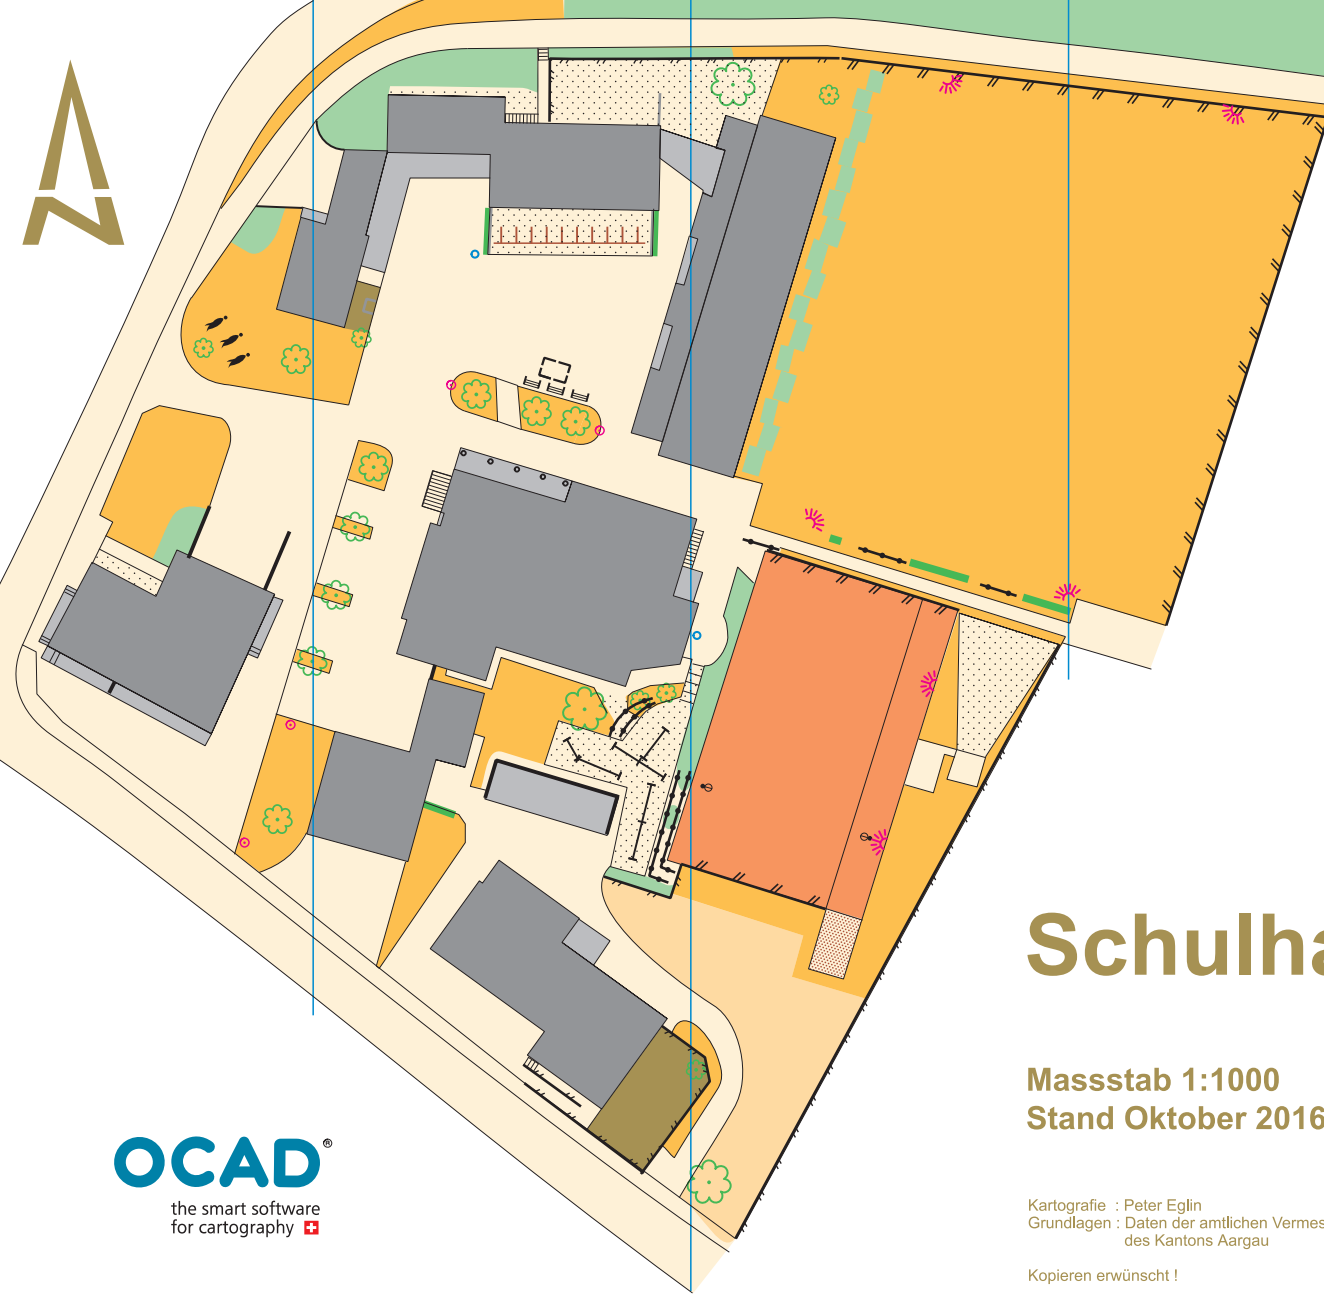 Schulha
Massstab 1:1000
Stand Oktober 2016
OCAD®
the smart software
for cartography
Kartografie : Peter Eglin
Grundlagen : Daten der amtlichen Vermes
des Kantons Aargau
Kopieren erwünscht !